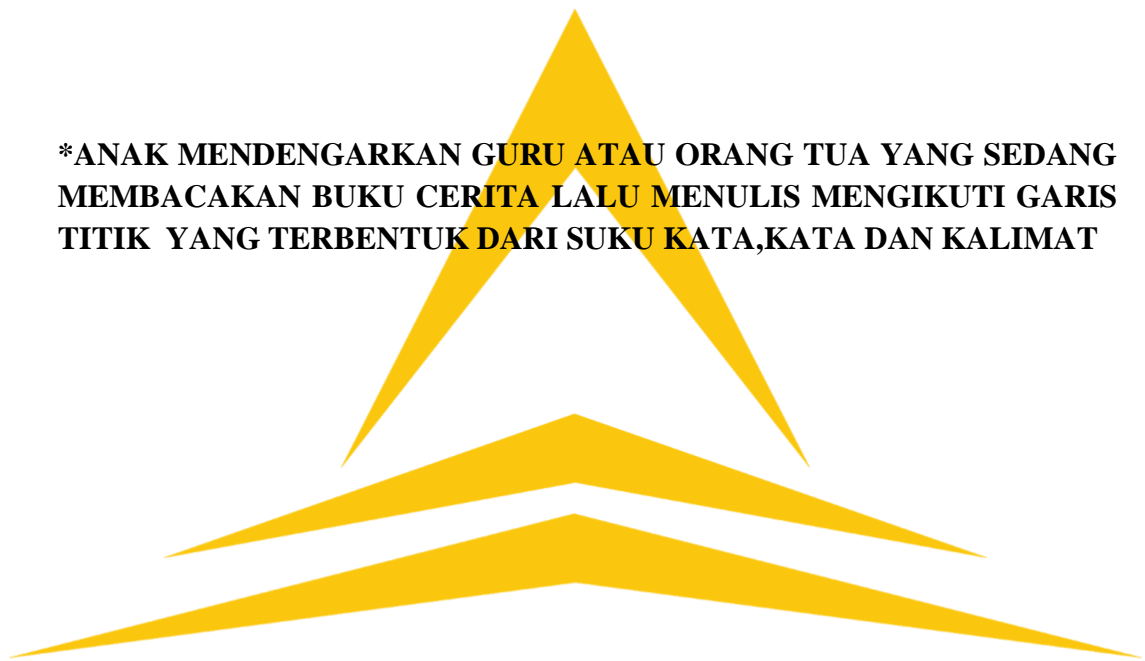 *ANAK MENDENGARKAN GURU ATAU ORANG TUA YANG SEDANG
MEMBACAKAN BUKU CERITA LALU MENULIS MENGIKUTI GARIS
TITIK YANG TERBENTUK DARI SUKU KATA,KATA DAN KALIMAT